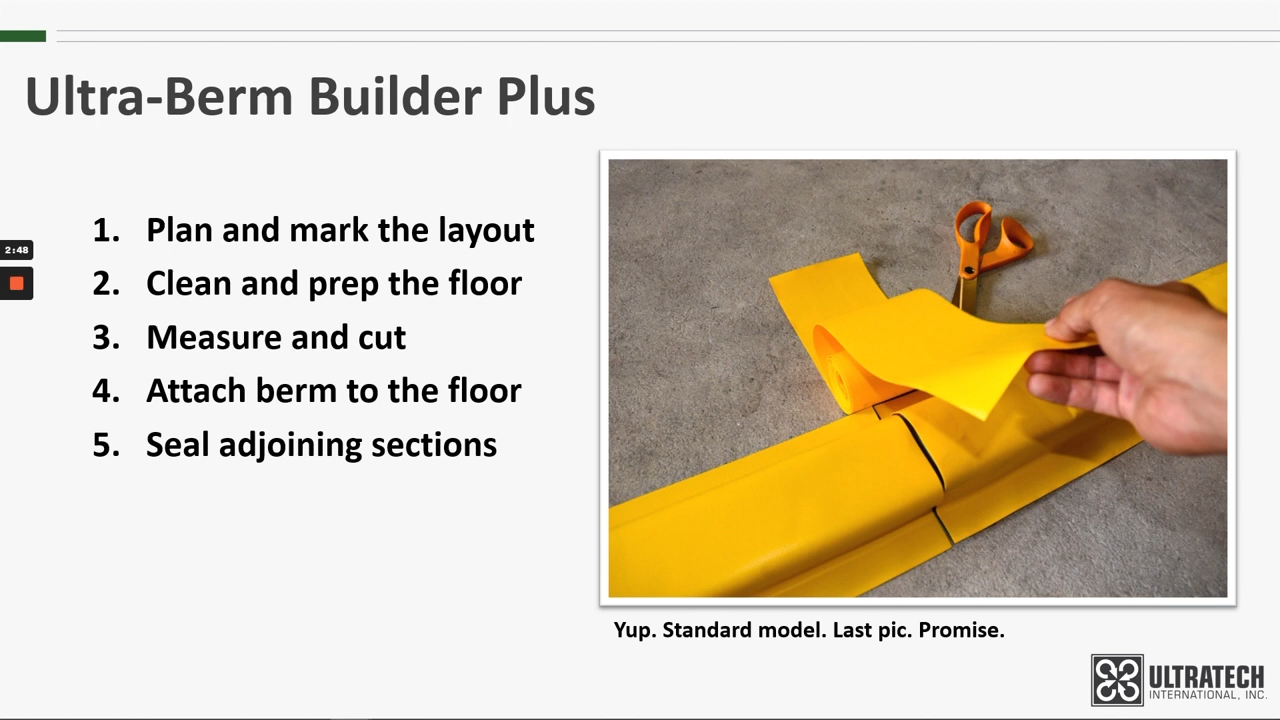 Ultra-Berm Builder Plus
1. Plan and mark the layout
2. Clean and prep the floor
3. Measure and cut
4. Attach berm to the floor
5. Seal adjoining sections
2:48
Yup. Standard model. Last pic. Promise.
ULTRATECH
INTERNATIONAL, INC.